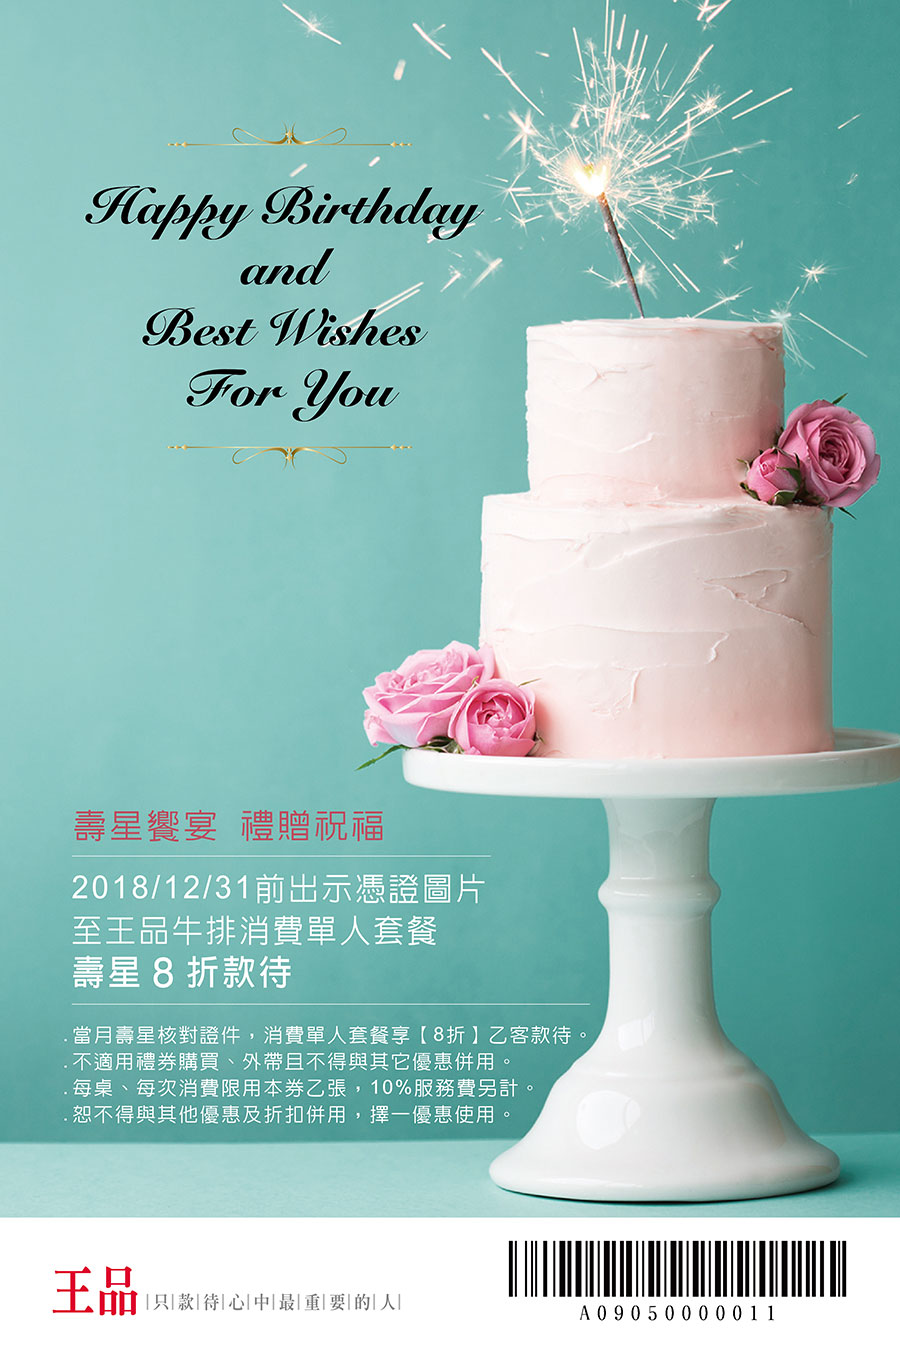 Happy Birthday
and
Best Wishes
For You
壽星饗宴 禮贈祝福
2018/12/31前出示憑證圖片
至王品牛排消費單人套餐
壽星 8 折款待
.當月壽星核對證件，消費單人套餐享【8折】乙客款待。
.不適用禮券購買、外帶且不得與其它優惠併用。
.每桌、每次消費限用本券乙張，10%服務費另計。
.恕不得與其他優惠及折扣併用，擇一優惠使用。
王品 |只|款|待|心|中|最|重|要|的|人|
A09050000011